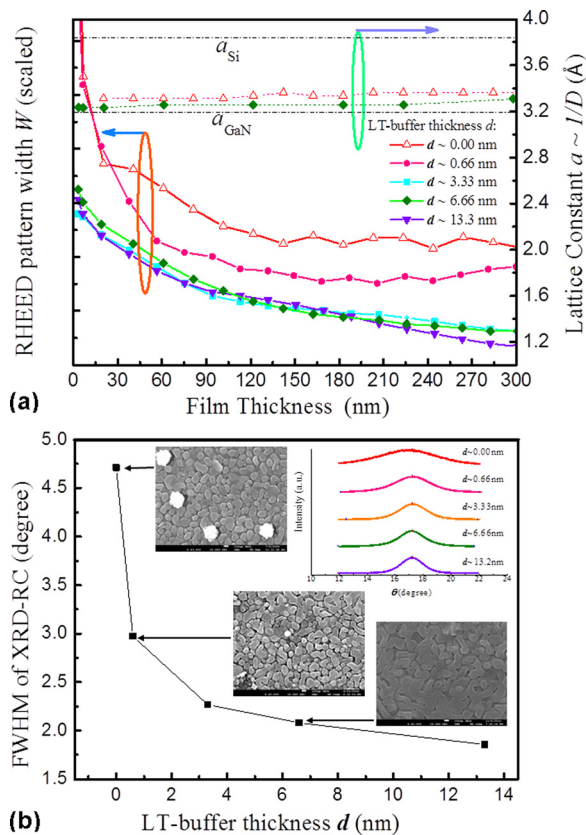 4.0
3.6
3.2
2.8
2.4
2.0
1.6
1.2
a_Si
a_GaN
LT-buffer thickness d:
d ~ 0.00 nm
d ~ 0.66 nm
d ~ 3.33 nm
d ~ 6.66 nm
d ~ 13.3 nm
RHEED pattern width W (scaled)
Lattice Constant a ~ 1/D (Å)
0 30 60 90 120 150 180 210 240 270 300
(a) Film Thickness (nm)
5.0
4.5
4.0
3.5
3.0
2.5
2.0
1.5
FWHM of XRD-RC (degree)
Intensity (a.u.)
d~0.00nm
d~0.66nm
d~3.33nm
d~6.66nm
d~13.2nm
10 12 14 16 18 20 22 24
θ(degree)
0 2 4 6 8 10 12 14
(b) LT-buffer thickness d (nm)